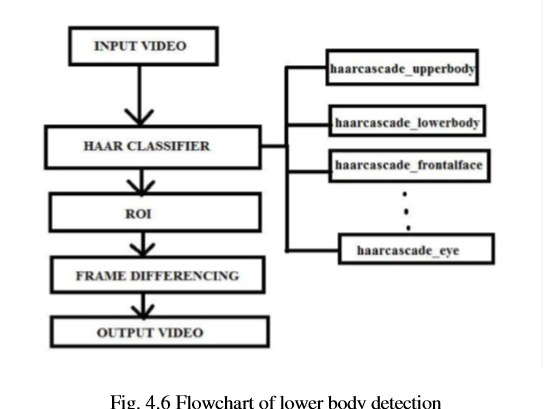 INPUT VIDEO
HAAR CLASSIFIER
ROI
FRAME DIFFERENCING
OUTPUT VIDEO
haarcascade_upperbody
haarcascade_lowerbody
haarcascade_frontalface
haarcascade_eye
Fig. 4.6 Flowchart of lower body detection